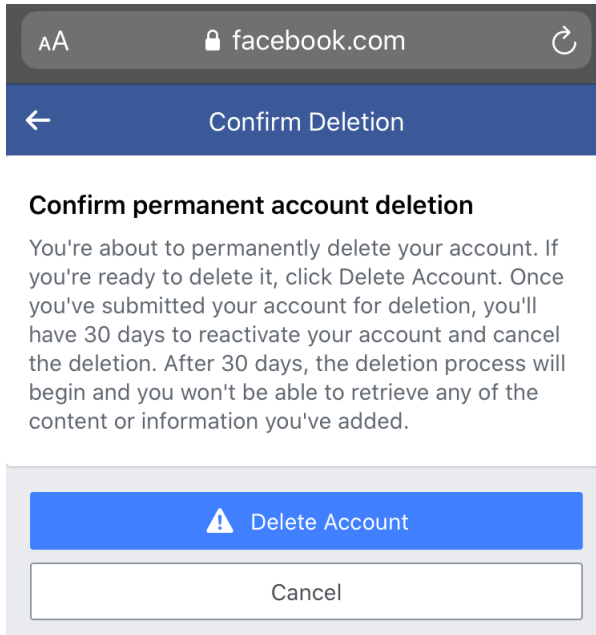 AA facebook.com
Confirm Deletion
Confirm permanent account deletion
You're about to permanently delete your account. If
you're ready to delete it, click Delete Account. Once
you've submitted your account for deletion, you'll
have 30 days to reactivate your account and cancel
the deletion. After 30 days, the deletion process will
begin and you won't be able to retrieve any of the
content or information you've added.
Delete Account
Cancel